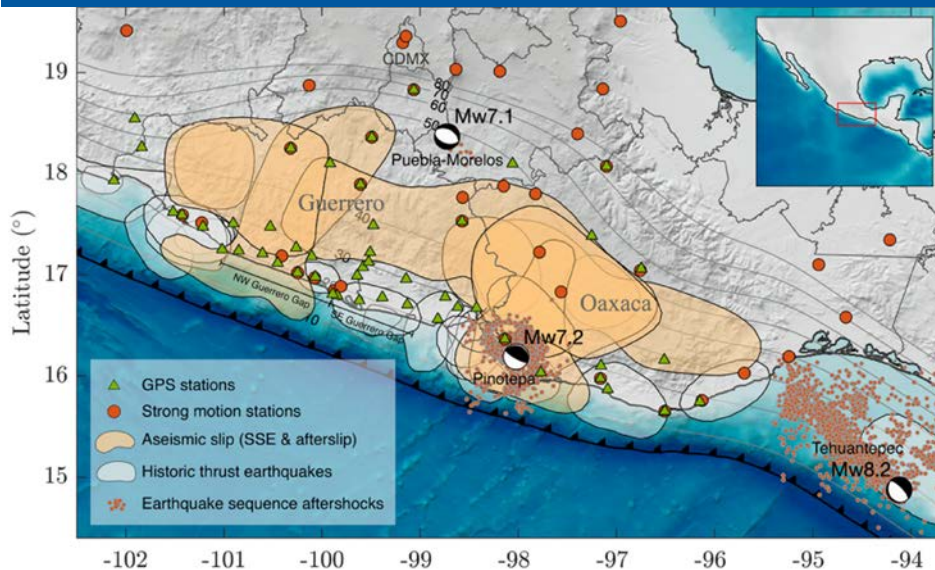 CDMX
80
70
60
50
Mw7.1
Puebla-Morelos
Guerrero
40
30
NW Guerrero Gap
10
SE Guerrero Gap
Oaxaca
Mw7.2
Pinotepa
Tehuantepec
Mw8.2
GPS stations
Strong motion stations
Aseismic slip (SSE & afterslip)
Historic thrust earthquakes
Earthquake sequence aftershocks
Latitude (°)
19
18
17
16
15
-102 -101 -100 -99 -98 -97 -96 -95 -94